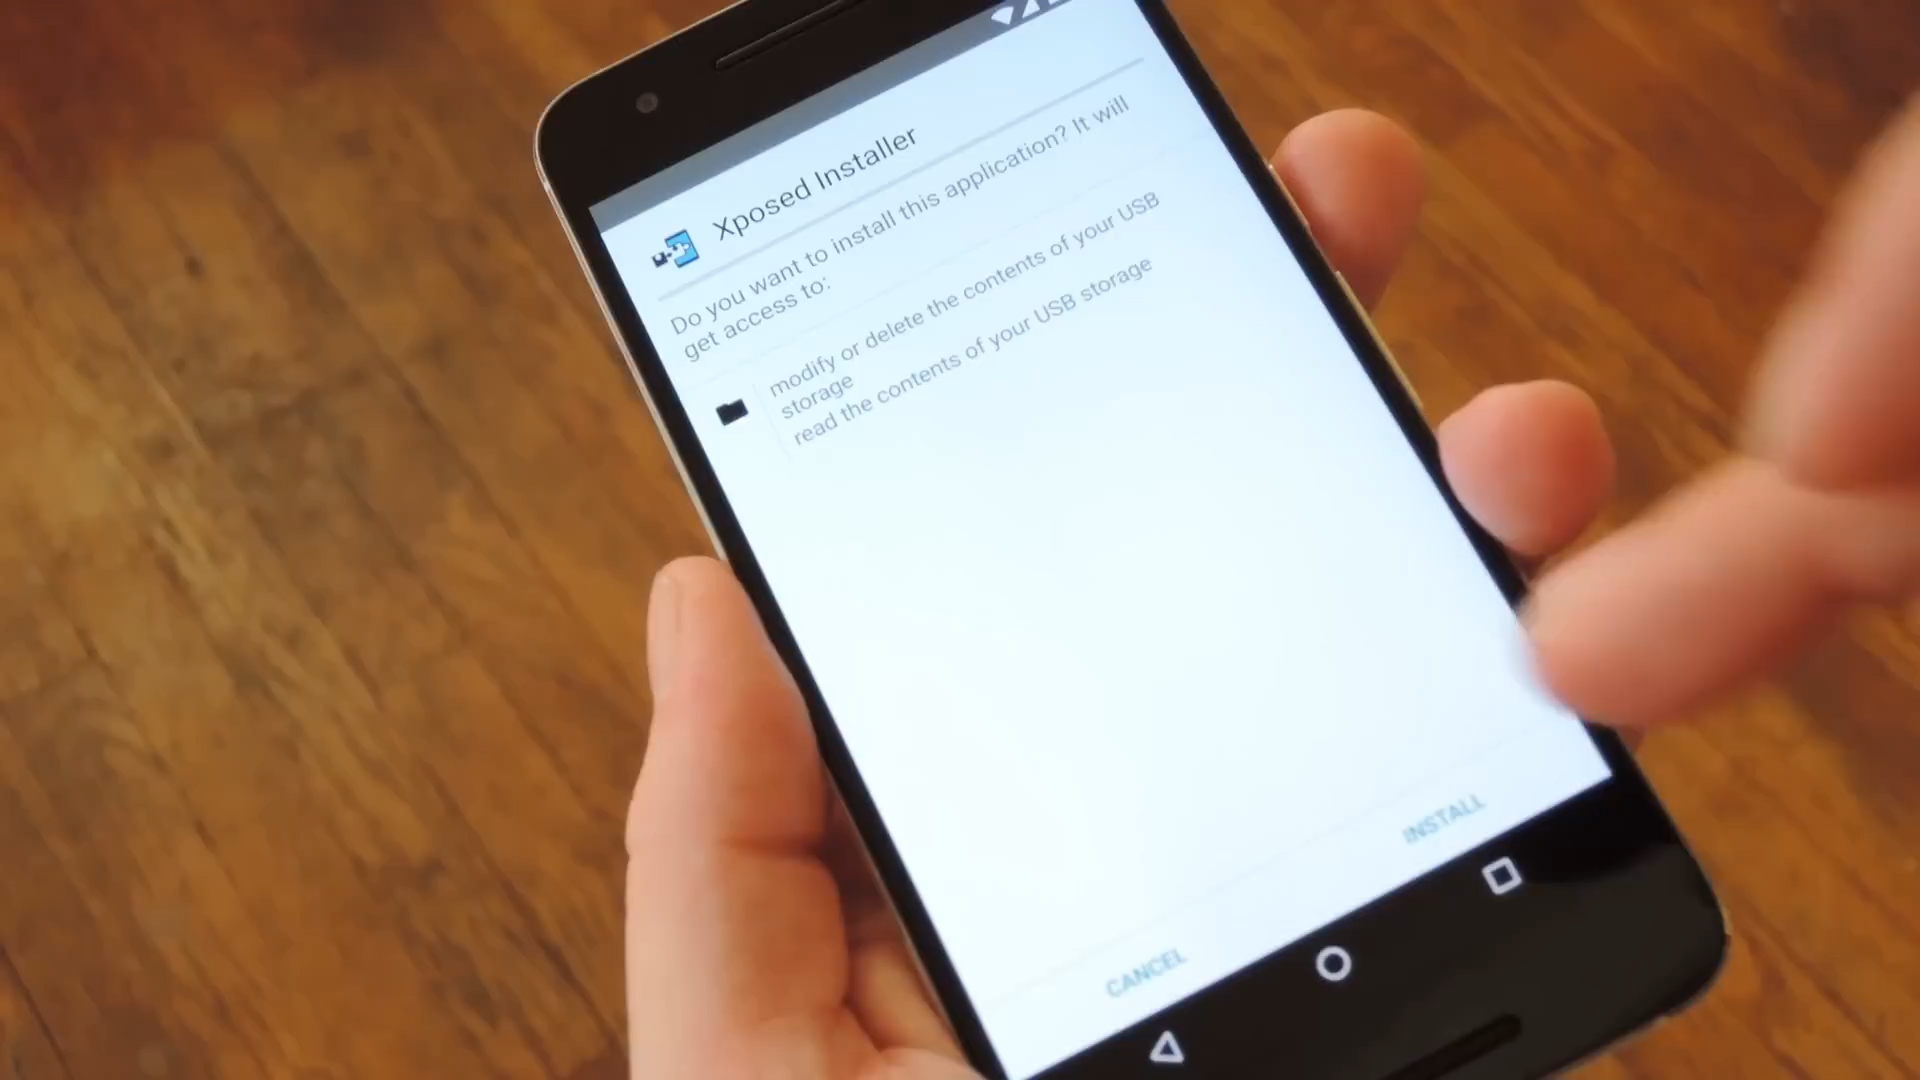 Xposed Installer
Do you want to install this application? It will
get access to:
modify or delete the contents of your USB
storage
read the contents of your USB storage
CANCEL
INSTALL